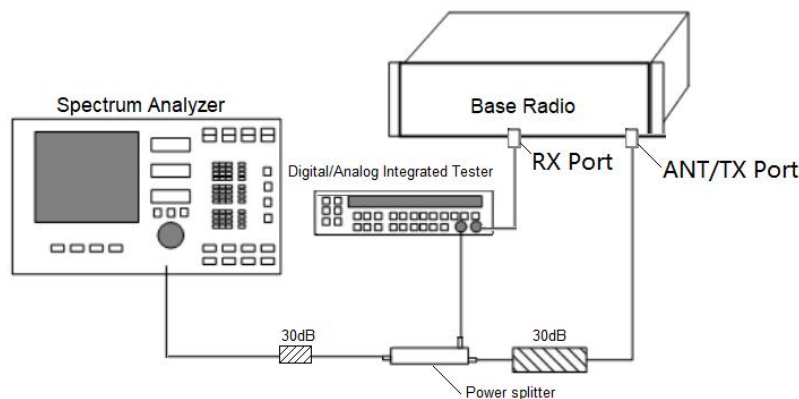 Spectrum Analyzer
Base Radio
Digital/Analog Integrated Tester
RX Port
ANT/TX Port
30dB
30dB
Power splitter